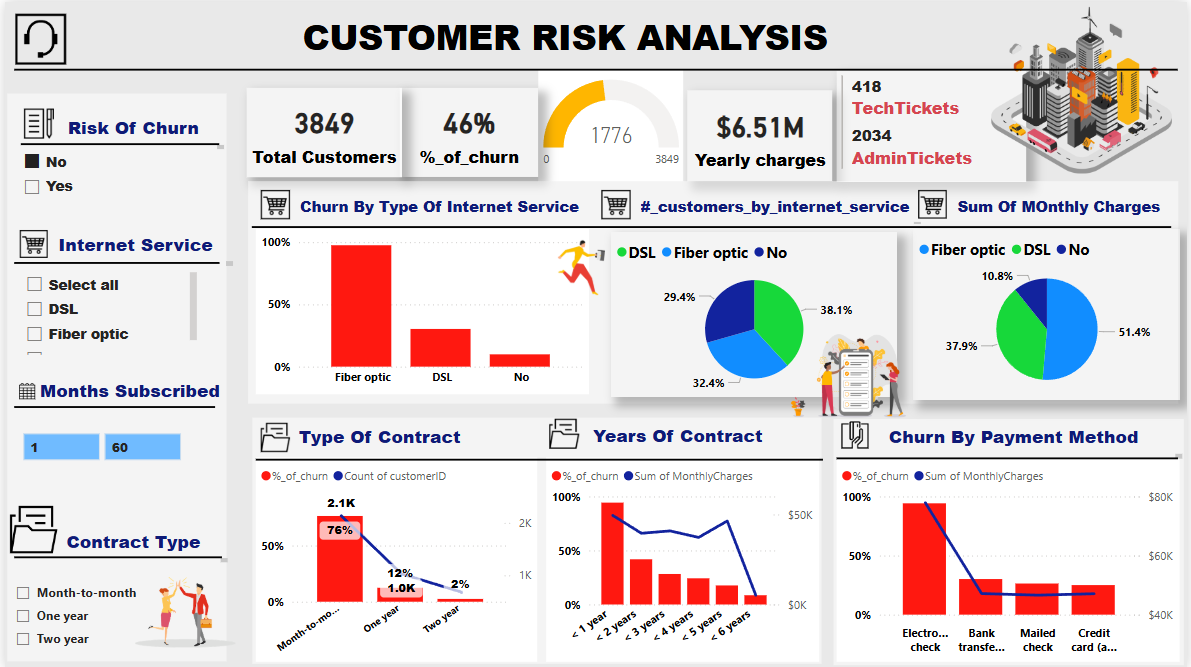 CUSTOMER RISK ANALYSIS
Risk Of Churn
No
Yes
Internet Service
Select all
DSL
Fiber optic
Months Subscribed
1
60
Contract Type
Month-to-month
One year
Two year
3849
Total Customers
46%
%_of_churn
1776
0
3849
$6.51M
Yearly charges
418
TechTickets
2034
AdminTickets
Churn By Type Of Internet Service
100%
50%
0%
Fiber optic
DSL
No
#_customers_by_internet_service
DSL Fiber optic No
29.4%
38.1%
32.4%
Sum Of MOnthly Charges
Fiber optic DSL No
10.8%
51.4%
37.9%
Type Of Contract
%_of_churn Count of customerID
2.1K
76%
12%
1.0K
2%
50%
0%
2K
1K
Month-to-mo...
One year
Two year
Years Of Contract
%_of_churn Sum of MonthlyCharges
100%
50%
0%
$50K
$0K
< 1 year
< 2 years
< 3 years
< 4 years
< 5 years
< 6 years
Churn By Payment Method
%_of_churn Sum of MonthlyCharges
100%
50%
0%
$80K
$60K
$40K
Electro...
check
Bank
transfe...
Mailed
check
Credit
card (a...